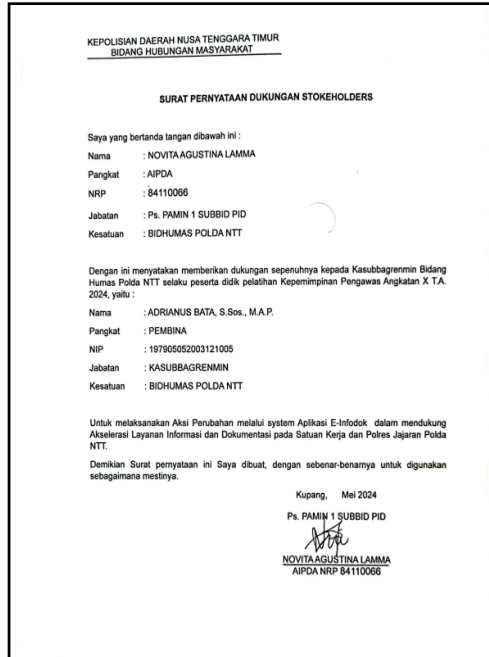 KEPOLISIAN DAERAH NUSA TENGGARA TIMUR
BIDANG HUBUNGAN MASYARAKAT
SURAT PERNYATAAN DUKUNGAN STOKEHOLDERS
Saya yang bertanda tangan dibawah ini :
Nama : NOVITA AGUSTINA LAMMA
Pangkat : AIPDA
NRP : 84110066
Jabatan : Ps. PAMIN 1 SUBBID PID
Kesatuan : BIDHUMAS POLDA NTT
Dengan ini menyatakan memberikan dukungan sepenuhnya kepada Kasubbagrenmin Bidang
Humas Polda NTT selaku peserta didik pelatihan Kepemimpinan Pengawas Angkatan X T.A.
2024, yaitu :
Nama : ADRIANUS BATA, S.Sos., M.A.P.
Pangkat : PEMBINA
NIP : 197905052003121005
Jabatan : KASUBBAGRENMIN
Kesatuan : BIDHUMAS POLDA NTT
Untuk melaksanakan Aksi Perubahan melalui system Aplikasi E-Infodok dalam mendukung
Akselerasi Layanan Informasi dan Dokumentasi pada Satuan Kerja dan Polres Jajaran Polda
NTT.
Demikian Surat pernyataan ini Saya dibuat, dengan sebenar-benarnya untuk digunakan
sebagaimana mestinya.
Kupang, Mei 2024
Ps. PAMIN 1 SUBBID PID
NOVITA AGUSTINA LAMMA
AIPDA NRP 84110066